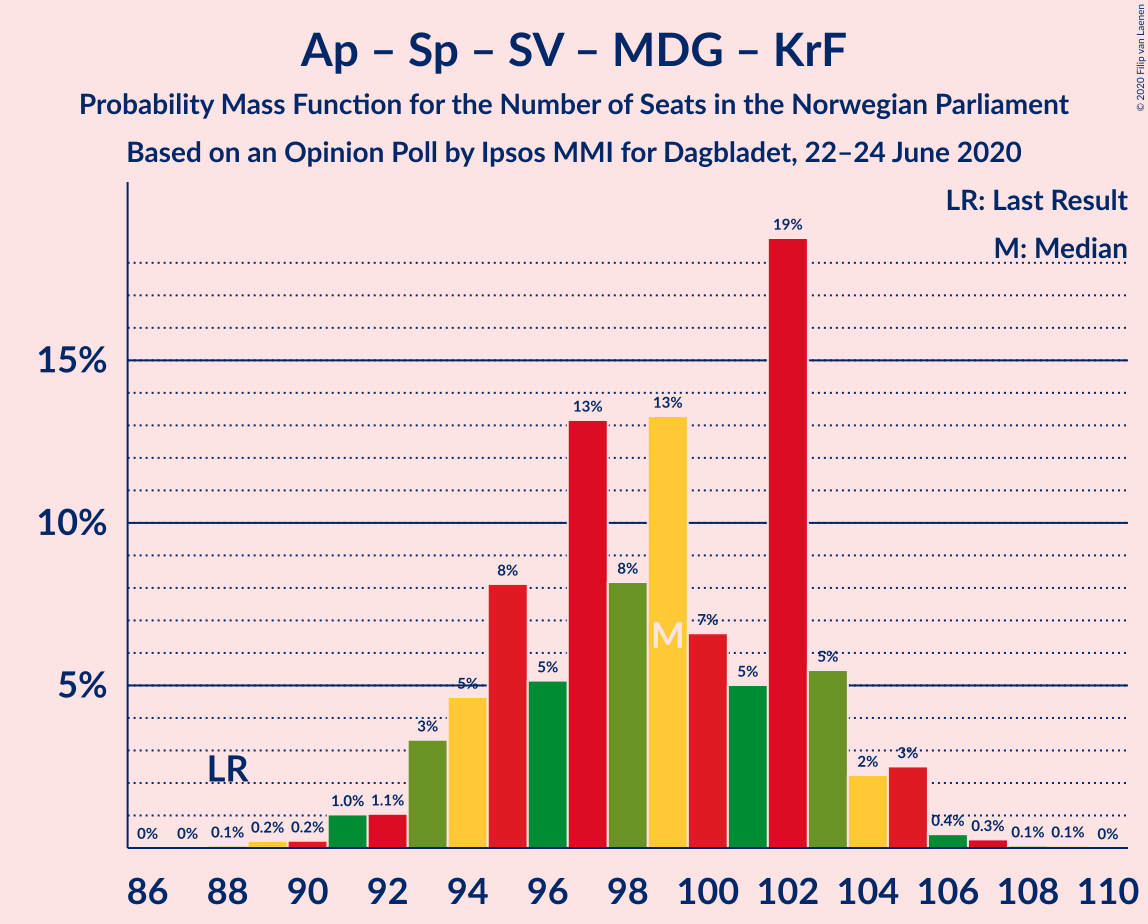 Ap – Sp – SV – MDG – KrF
Probability Mass Function for the Number of Seats in the Norwegian Parliament
Based on an Opinion Poll by Ipsos MMI for Dagbladet, 22–24 June 2020
© 2020 Filip van Laenen
LR: Last Result
M: Median
15%
10%
5%
LR
M
0% 0% 0.1% 0.2% 0.2% 1.0% 1.1% 3% 5% 8% 5% 13% 8% 13% 7% 5% 19% 5% 2% 3% 0.4% 0.3% 0.1% 0.1% 0%
86 88 90 92 94 96 98 100 102 104 106 108 110